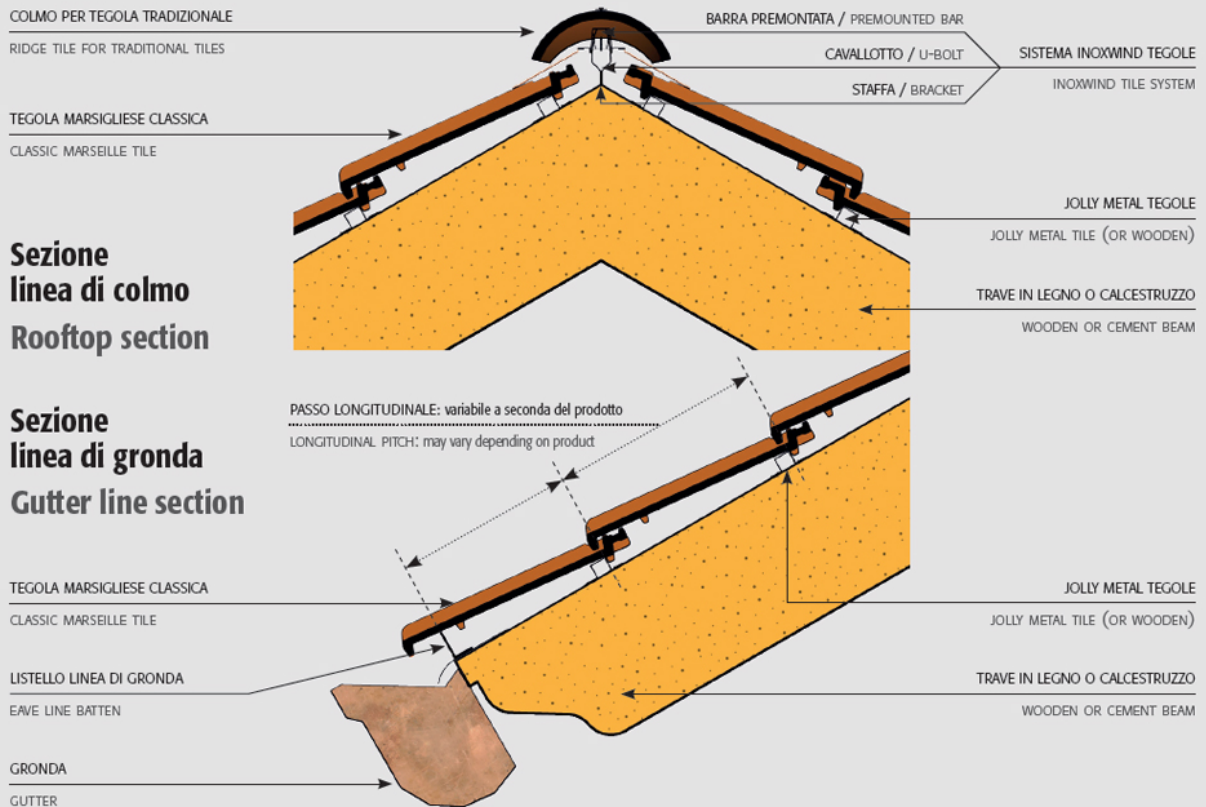 COLMO PER TEGOLA TRADIZIONALE
RIDGE TILE FOR TRADITIONAL TILES
BARRA PREMONTATA / PREMOUNTED BAR
CAVALLOTTO / U-BOLT
STAFFA / BRACKET
SISTEMA INOXWIND TEGOLE
INOXWIND TILE SYSTEM
TEGOLA MARSIGLIESE CLASSICA
CLASSIC MARSEILLE TILE
JOLLY METAL TEGOLE
JOLLY METAL TILE (OR WOODEN)
Sezione
linea di colmo
Rooftop section
TRAVE IN LEGNO O CALCESTRUZZO
WOODEN OR CEMENT BEAM
Sezione
linea di gronda
Gutter line section
PASSO LONGITUDINALE: variabile a seconda del prodotto
LONGITUDINAL PITCH: may vary depending on product
TEGOLA MARSIGLIESE CLASSICA
CLASSIC MARSEILLE TILE
JOLLY METAL TEGOLE
JOLLY METAL TILE (OR WOODEN)
LISTELLO LINEA DI GRONDA
EAVE LINE BATTEN
TRAVE IN LEGNO O CALCESTRUZZO
WOODEN OR CEMENT BEAM
GRONDA
GUTTER